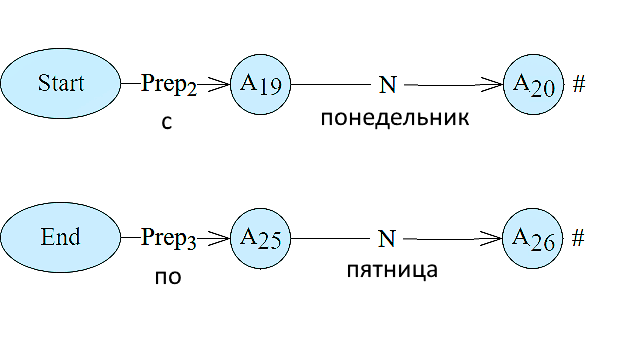 Start Prep2 A19 N A20 #
с понедельник
End Prep3 A25 N A26 #
по пятница